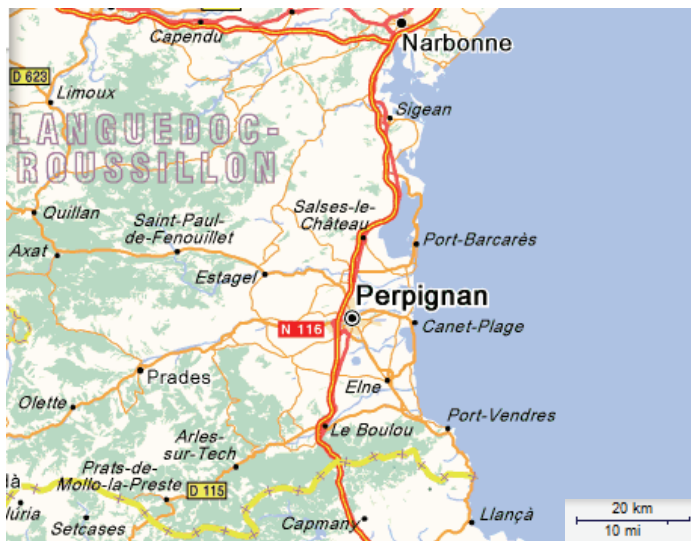 Capendu
Narbonne
D 623
Limoux
Sigean
LANGUEDOC-
ROUSSILLON
Quillan
Saint-Paul-
de-Fenouillet
Salses-le-
Château
Axat
Port-Barcarès
Estagel
Perpignan
N 116
Canet-Plage
Prades
Elne
Olette
Port-Vendres
Le Boulou
Arles-
sur-Tech
Prats-de-
Mollo-la-Preste
D 115
Setcases
Capmany
Llançà
20 km
10 mi